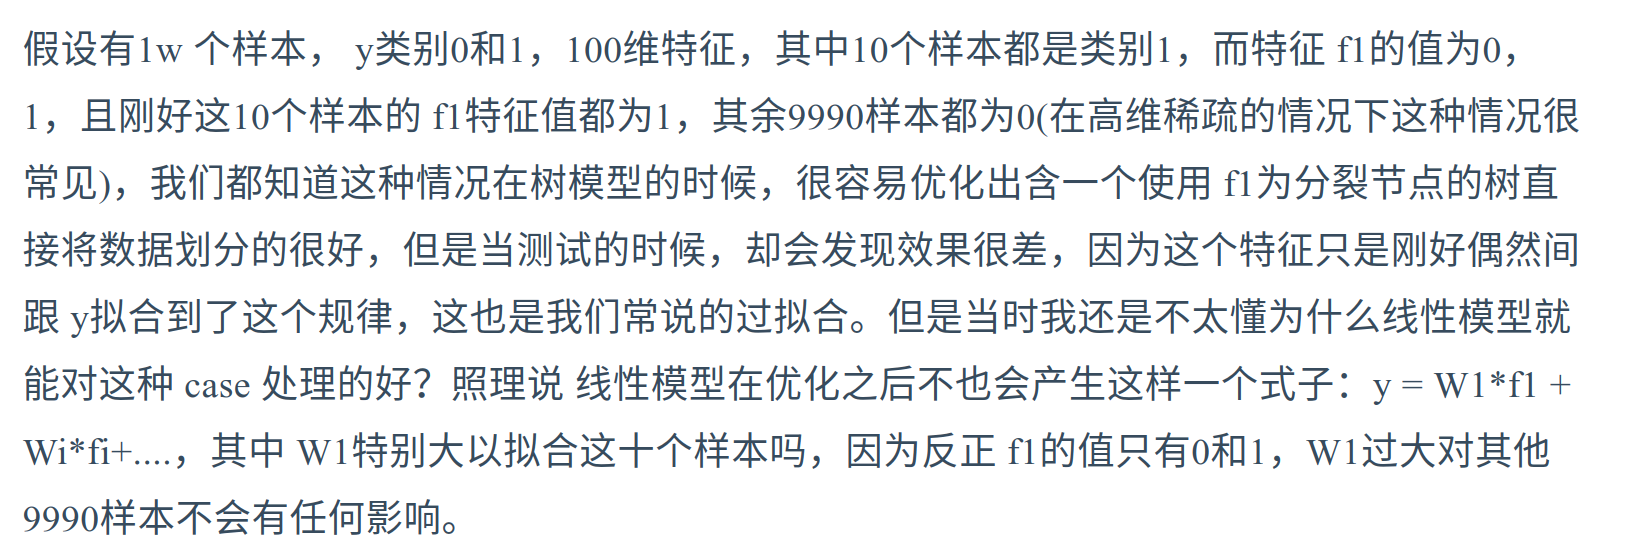 假设有1w 个样本， y类别0和1，100维特征，其中10个样本都是类别1，而特征 f1的值为0，
1，且刚好这10个样本的 f1特征值都为1，其余9990样本都为0(在高维稀疏的情况下这种情况很
常见)，我们都知道这种情况在树模型的时候，很容易优化出含一个使用 f1为分裂节点的树直
接将数据划分的很好，但是当测试的时候，却会发现效果很差，因为这个特征只是刚好偶然间
跟 y拟合到了这个规律，这也是我们常说的过拟合。但是当时我还是不太懂为什么线性模型就
能对这种 case 处理的好？照理说 线性模型在优化之后不也会产生这样一个式子：y = W1*f1 +
Wi*fi+....，其中 W1特别大以拟合这十个样本吗，因为反正 f1的值只有0和1，W1过大对其他
9990样本不会有任何影响。